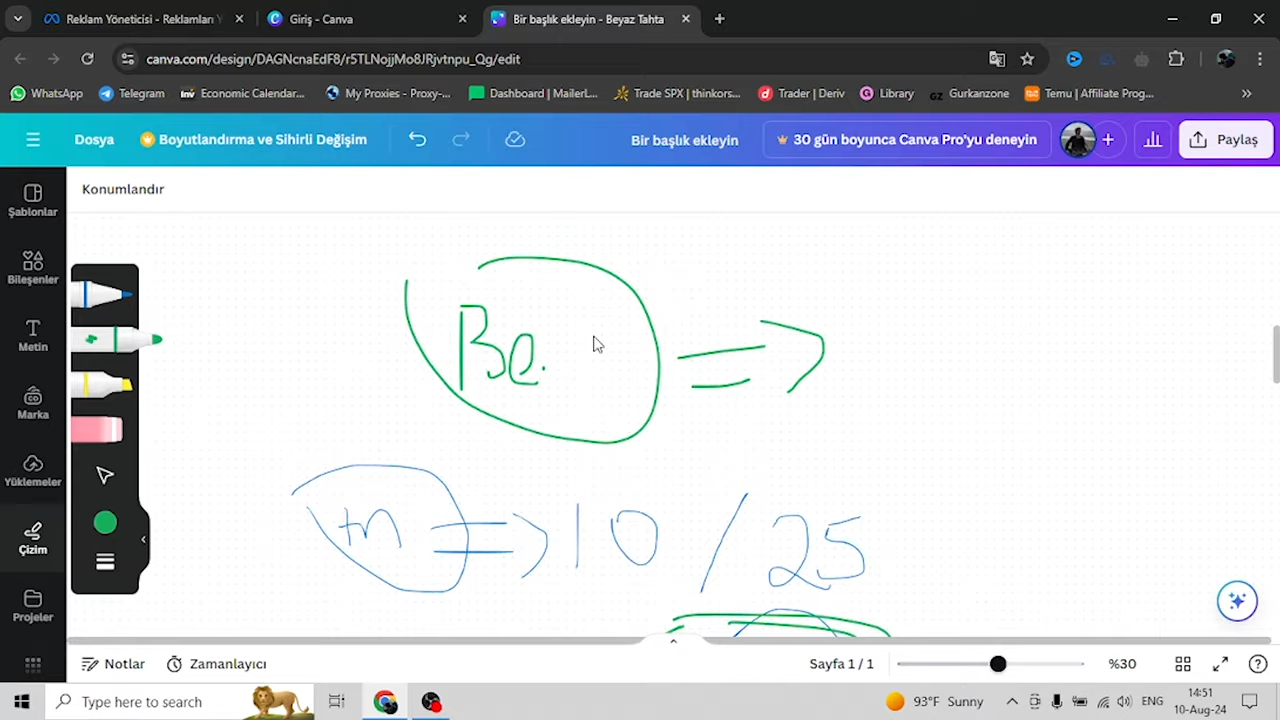 Reklam Yöneticisi - Reklamları Y
Giriş - Canva
Bir başlık ekleyin - Beyaz Tahta
canva.com/design/DAGNcnaEdF8/r5TLNojjMo8JRjvtnpu_Qg/edit
WhatsApp
Telegram
Economic Calendar...
My Proxies - Proxy-...
Dashboard | MailerL...
Trade SPX | thinkors...
Trader | Deriv
Library
Gurkanzone
Temu | Affiliate Prog...
Dosya
Boyutlandırma ve Sihirli Değişim
Bir başlık ekleyin
30 gün boyunca Canva Pro'yu deneyin
Paylaş
Konumlandır
Şablonlar
Bileşenler
Metin
Marka
Yüklemeler
Çizim
Projeler
Be.
m => 10 / 25
Notlar
Zamanlayıcı
Sayfa 1 / 1
%30
Type here to search
93°F Sunny
ENG
14:51
10-Aug-24